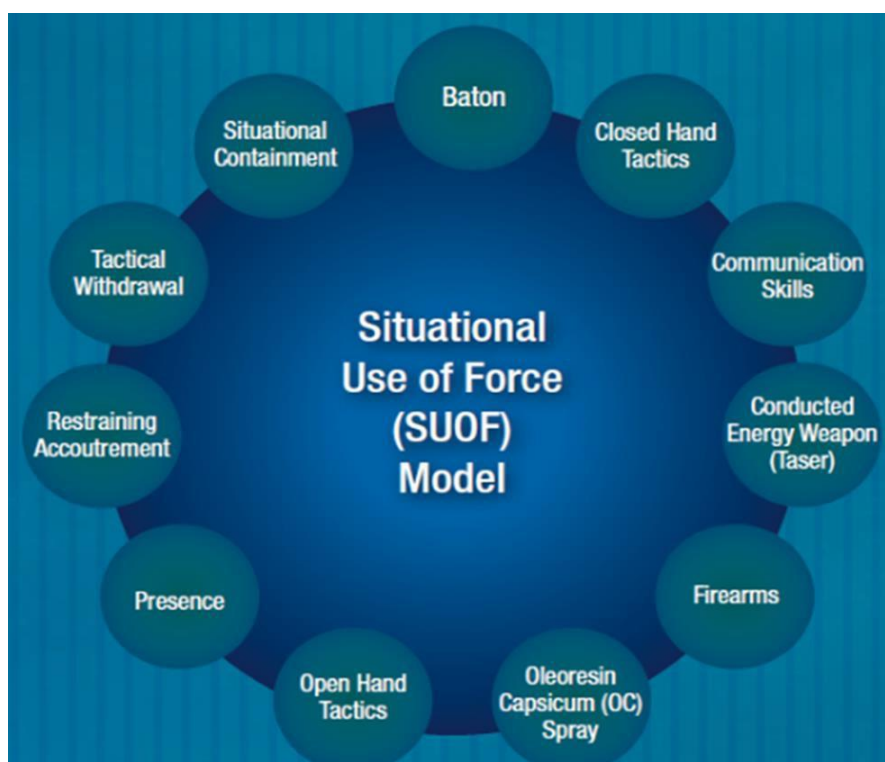 Baton
Closed Hand
Tactics
Communication
Skills
Conducted
Energy Weapon
(Taser)
Firearms
Oleoresin
Capsicum (OC)
Spray
Open Hand
Tactics
Presence
Restraining
Accoutrement
Tactical
Withdrawal
Situational
Containment
Situational
Use of Force
(SUOF)
Model